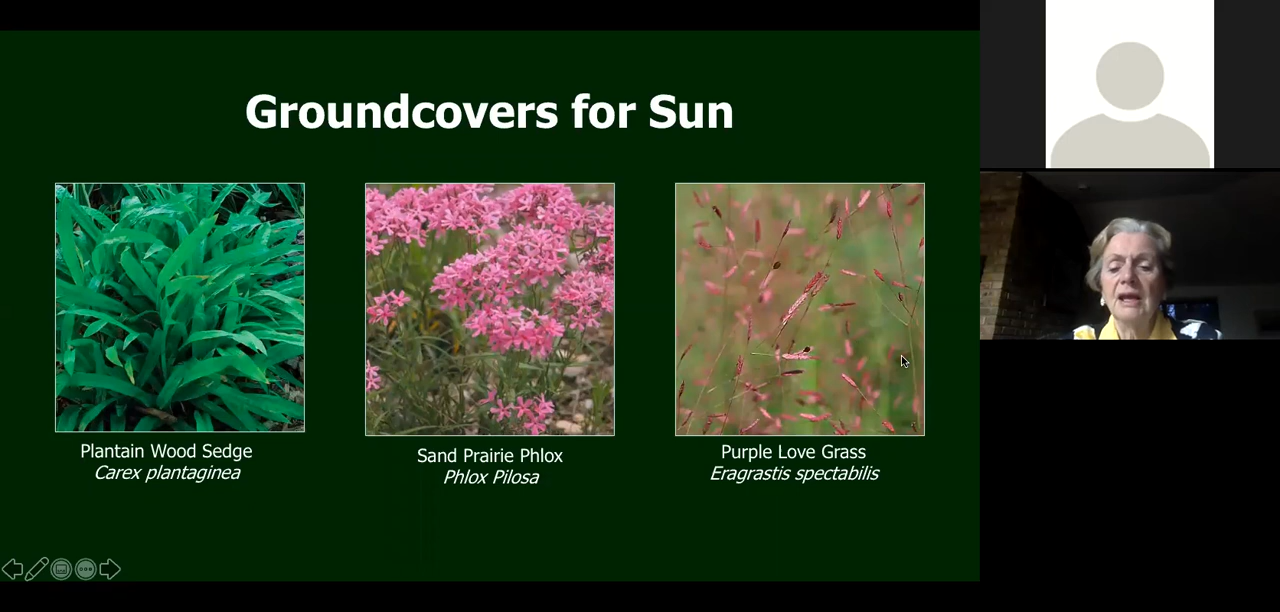 Groundcovers for Sun
Plantain Wood Sedge
Carex plantaginea
Sand Prairie Phlox
Phlox Pilosa
Purple Love Grass
Eragrastis spectabilis